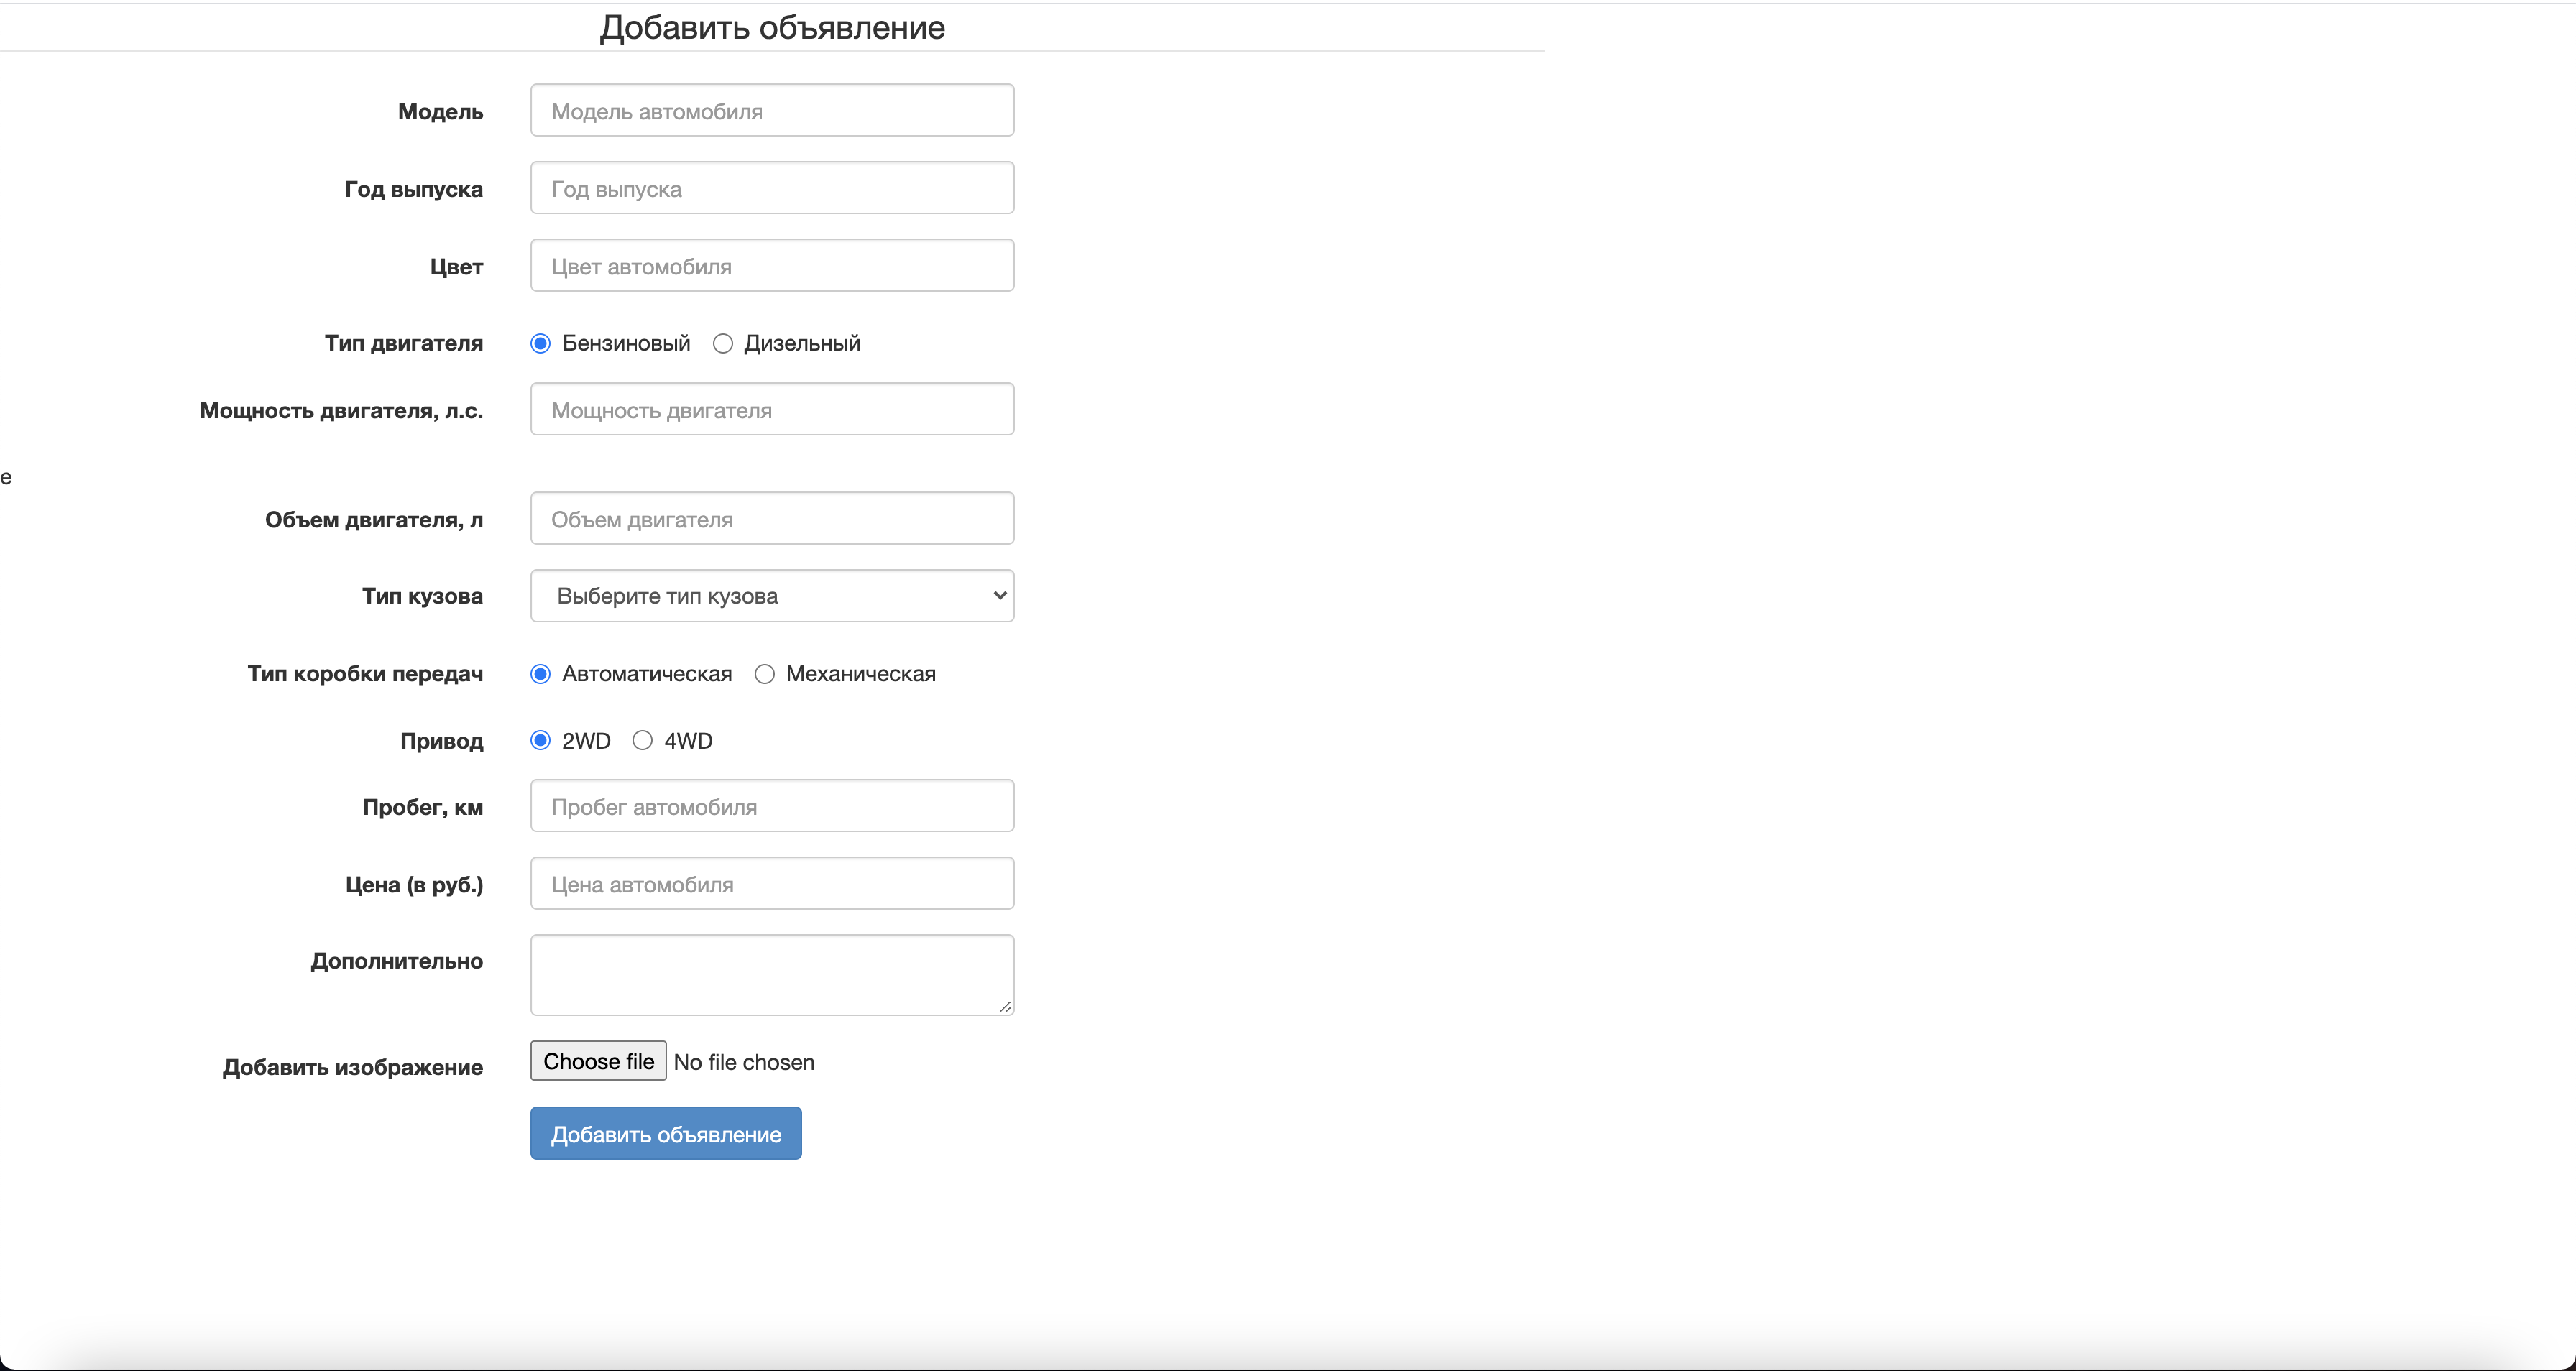 Добавить объявление
Модель Модель автомобиля
Год выпуска Год выпуска
Цвет Цвет автомобиля
Тип двигателя Бензиновый Дизельный
Мощность двигателя, л.с. Мощность двигателя
е
Объем двигателя, л Объем двигателя
Тип кузова Выберите тип кузова
Тип коробки передач Автоматическая Механическая
Привод 2WD 4WD
Пробег, км Пробег автомобиля
Цена (в руб.) Цена автомобиля
Дополнительно
Добавить изображение Choose file No file chosen
Добавить объявление